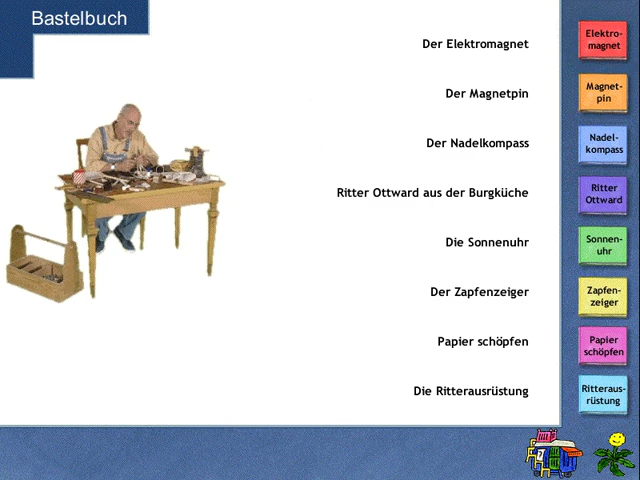 Bastelbuch
Der Elektromagnet
Der Magnetpin
Der Nadelkompass
Ritter Ottward aus der Burgküche
Die Sonnenuhr
Der Zapfenzeiger
Papier schöpfen
Die Ritterausrüstung
Elektro-
magnet
Magnet-
pin
Nadel-
kompass
Ritter
Ottward
Sonnen-
uhr
Zapfen-
zeiger
Papier
schöpfen
Ritteraus-
rüstung